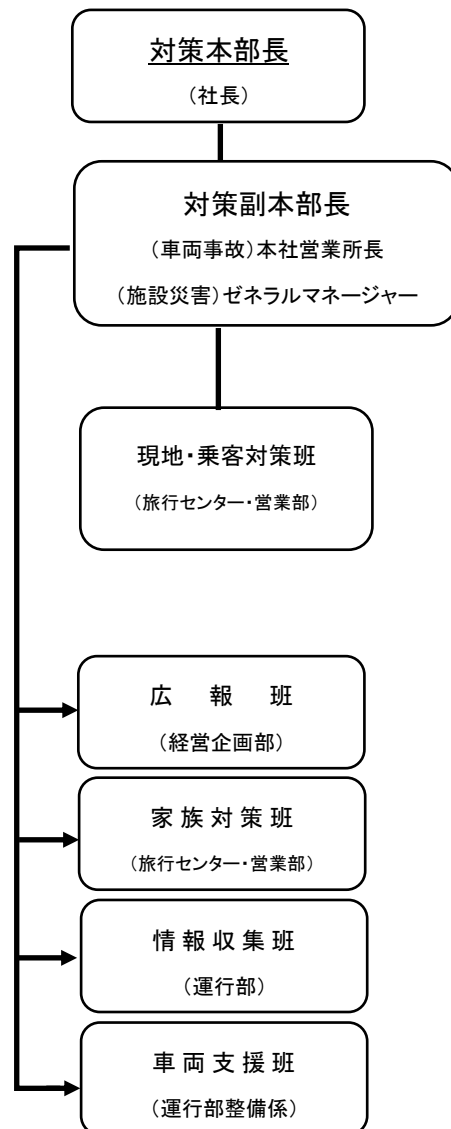 対策本部長
(社長)
対策副本部長
(車両事故)本社営業所長
(施設災害)ゼネラルマネージャー
現地・乗客対策班
(旅行センター・営業部)
広　報　班
(経営企画部)
家 族 対 策 班
(旅行センター・営業部)
情 報 収 集 班
(運行部)
車 両 支 援 班
(運行部整備係)